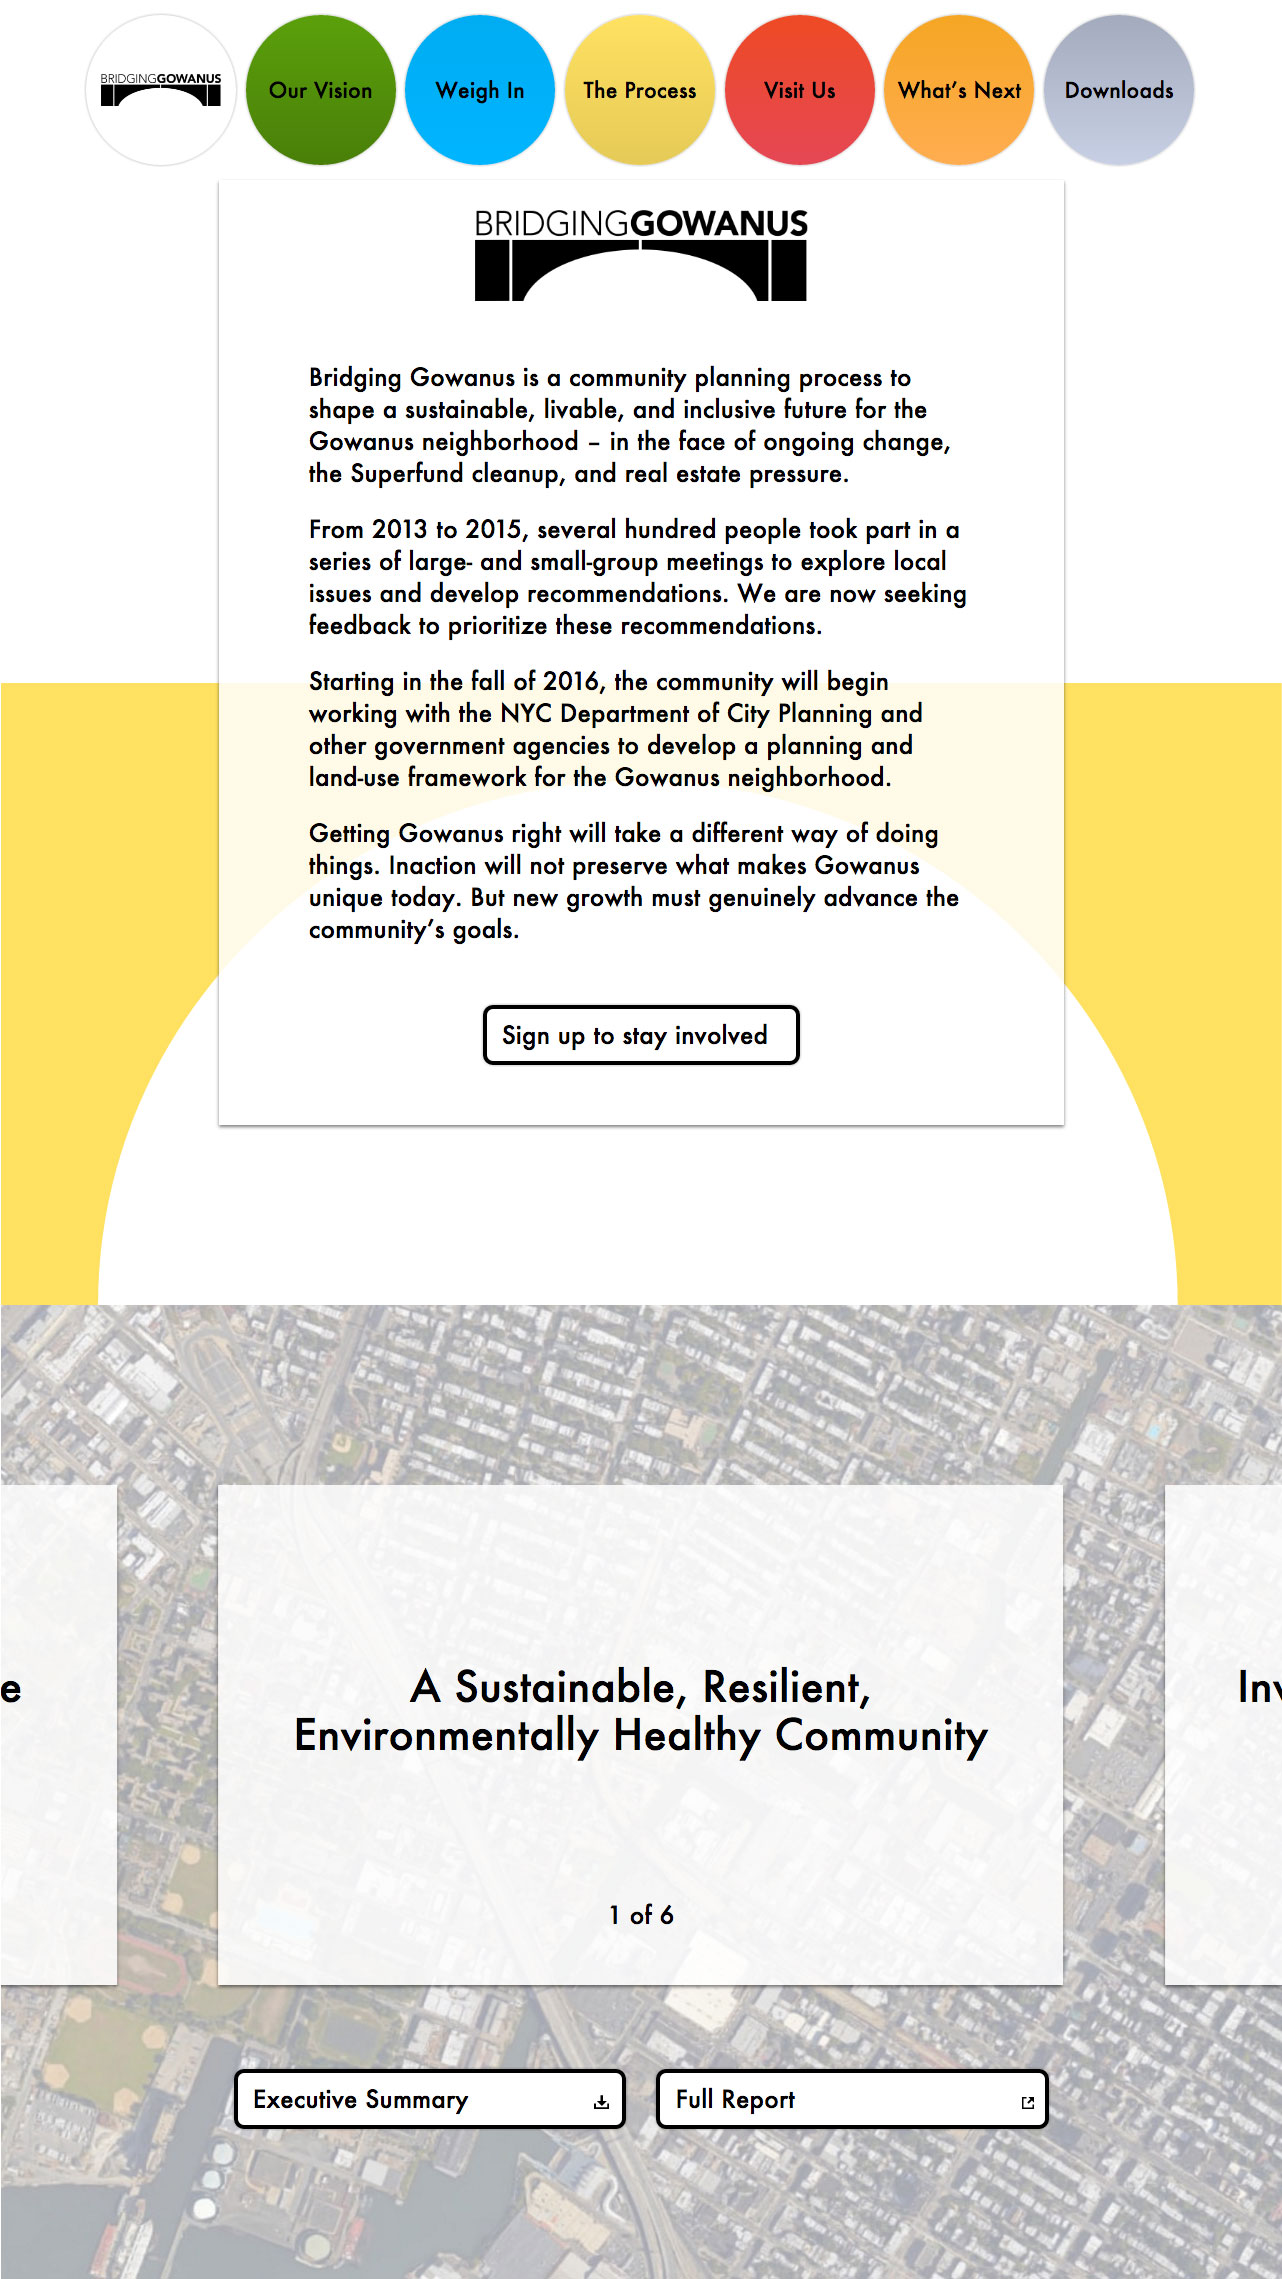 BRIDGINGGOWANUS
Our Vision
Weigh In
The Process
Visit Us
What's Next
Downloads
BRIDGINGGOWANUS
Bridging Gowanus is a community planning process to
shape a sustainable, livable, and inclusive future for the
Gowanus neighborhood – in the face of ongoing change,
the Superfund cleanup, and real estate pressure.
From 2013 to 2015, several hundred people took part in a
series of large- and small-group meetings to explore local
issues and develop recommendations. We are now seeking
feedback to prioritize these recommendations.
Starting in the fall of 2016, the community will begin
working with the NYC Department of City Planning and
other government agencies to develop a planning and
land-use framework for the Gowanus neighborhood.
Getting Gowanus right will take a different way of doing
things. Inaction will not preserve what makes Gowanus
unique today. But new growth must genuinely advance the
community's goals.
Sign up to stay involved
A Sustainable, Resilient,
Environmentally Healthy Community
1 of 6
Executive Summary
Full Report